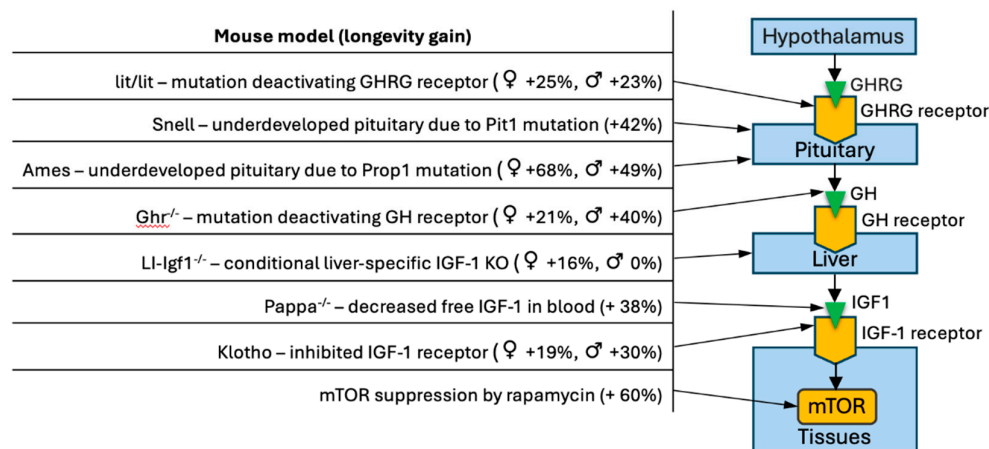 Mouse model (longevity gain)
lit/lit – mutation deactivating GHRG receptor ( ♀ +25%, ♂ +23%)
Snell – underdeveloped pituitary due to Pit1 mutation (+42%)
Ames – underdeveloped pituitary due to Prop1 mutation ( ♀ +68%, ♂ +49%)
Ghr-/- – mutation deactivating GH receptor ( ♀ +21%, ♂ +40%)
LI-Igf1-/- – conditional liver-specific IGF-1 KO ( ♀ +16%, ♂ 0%)
Pappa-/- – decreased free IGF-1 in blood (+ 38%)
Klotho – inhibited IGF-1 receptor ( ♀ +19%, ♂ +30%)
mTOR suppression by rapamycin (+ 60%)
Hypothalamus
GHRG
GHRG receptor
Pituitary
GH
GH receptor
Liver
IGF1
IGF-1 receptor
mTOR
Tissues